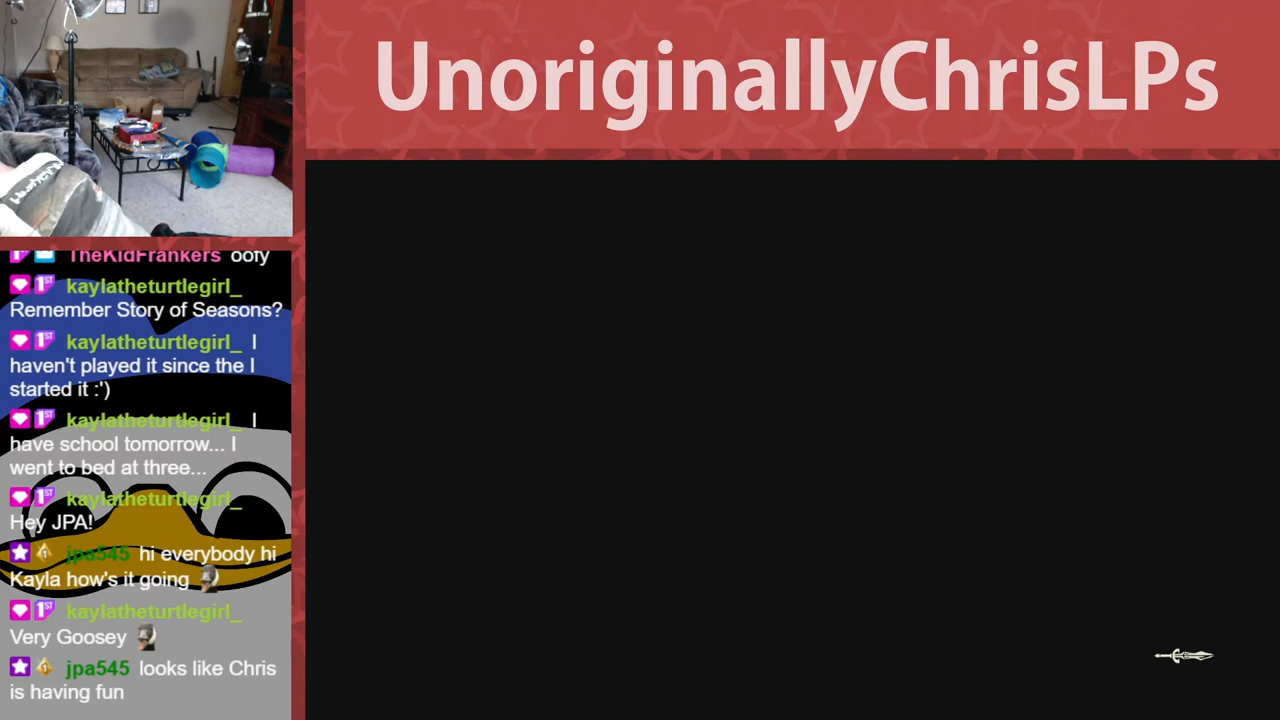 UnoriginallyChrisLPs
TheKidFrankers oofy
kaylatheturtlegirl_
Remember Story of Seasons?
kaylatheturtlegirl_ I
haven't played it since the I
started it :')
kaylatheturtlegirl_ I
have school tomorrow... I
went to bed at three...
kaylatheturtlegirl_
Hey JPA!
jpa545 hi everybody hi
Kayla how's it going
kaylatheturtlegirl_
Very Goosey
jpa545 looks like Chris
is having fun